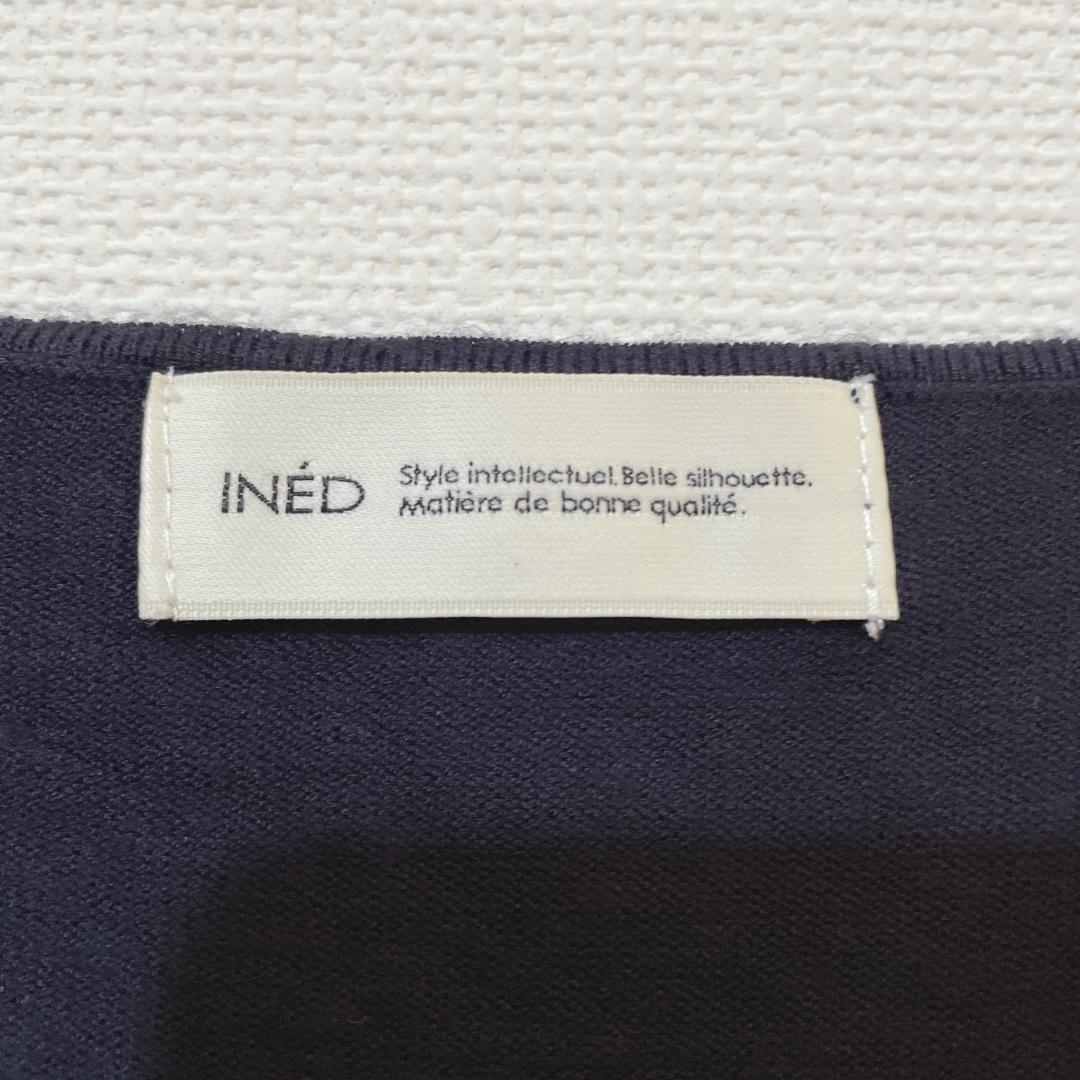 INÉD
Style intellectuel. Belle silhouette.
Matière de bonne qualité.